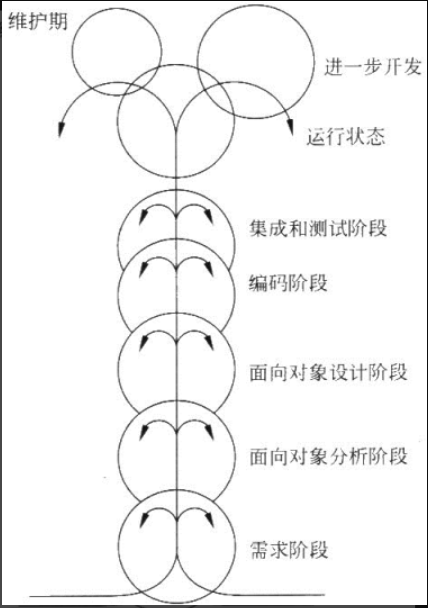 维护期
进一步开发
运行状态
集成和测试阶段
编码阶段
面向对象设计阶段
面向对象分析阶段
需求阶段